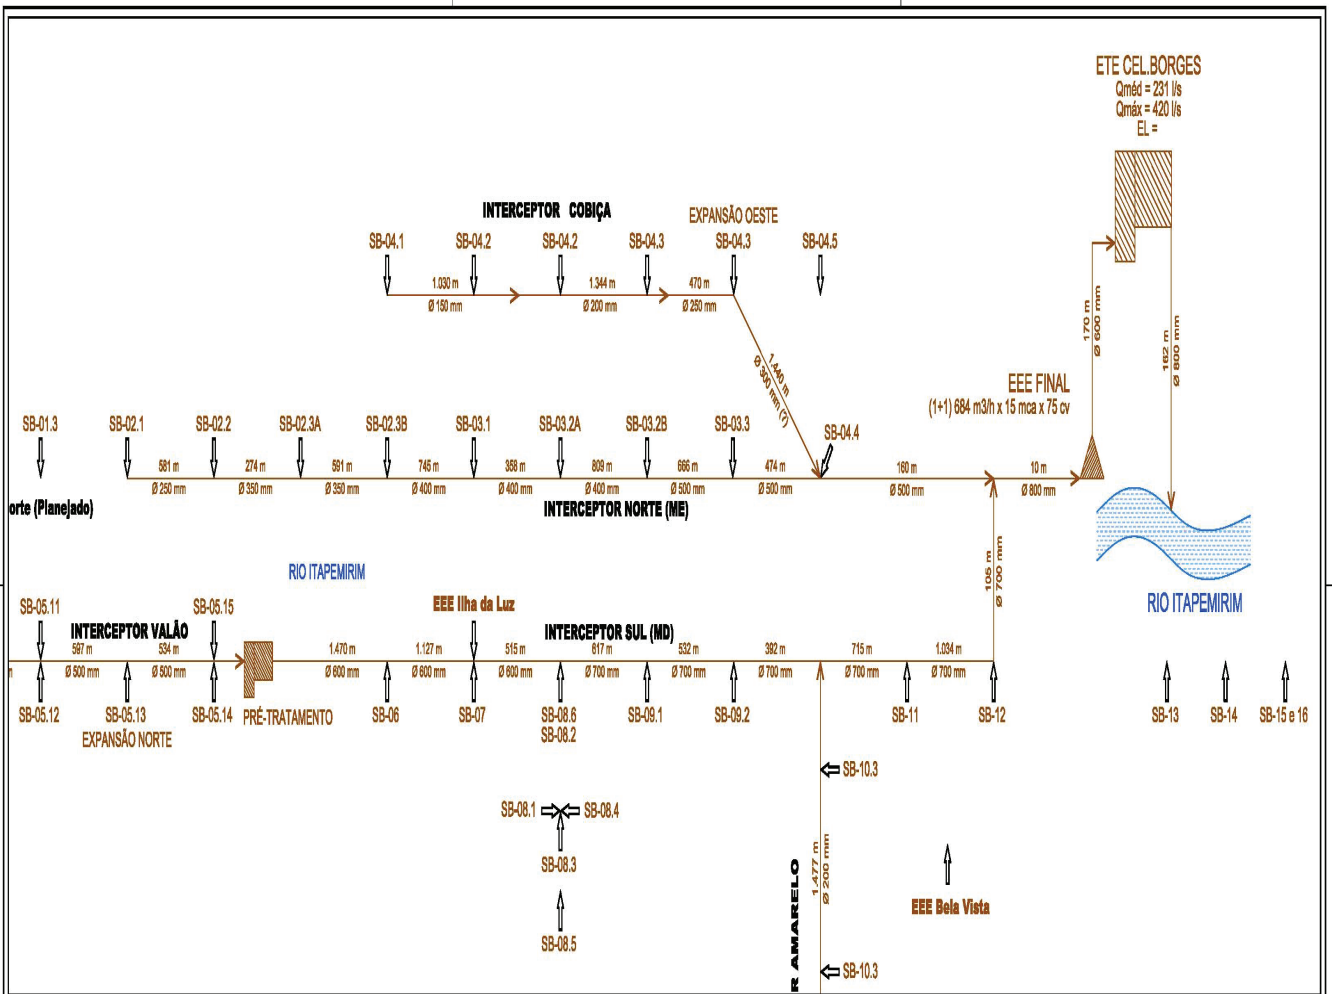 ETE CEL.BORGES
Qméd = 231 l/s
Qmáx = 420 l/s
EL =
INTERCEPTOR COBIÇA
EXPANSÃO OESTE
SB-04.1
SB-04.2
SB-04.2
SB-04.3
SB-04.3
SB-04.5
1.030 m
Ø 150 mm
1.344 m
Ø 200 mm
470 m
Ø 250 mm
1.440 m
Ø 300 mm (?)
170 m
Ø 600 mm
162 m
Ø 800 mm
EEE FINAL
(1+1) 684 m3/h x 15 mca x 75 cv
SB-01.3
SB-02.1
SB-02.2
SB-02.3A
SB-02.3B
SB-03.1
SB-03.2A
SB-03.2B
SB-03.3
SB-04.4
581 m
Ø 250 mm
274 m
Ø 350 mm
591 m
Ø 350 mm
745 m
Ø 400 mm
358 m
Ø 400 mm
809 m
Ø 400 mm
666 m
Ø 500 mm
474 m
Ø 500 mm
160 m
Ø 500 mm
10 m
Ø 800 mm
orte (Planejado)
INTERCEPTOR NORTE (ME)
RIO ITAPEMIRIM
105 m
Ø 700 mm
RIO ITAPEMIRIM
SB-05.11
SB-05.15
EEE Ilha da Luz
INTERCEPTOR VALÃO
INTERCEPTOR SUL (MD)
597 m
Ø 500 mm
534 m
Ø 500 mm
1.470 m
Ø 600 mm
1.127 m
Ø 600 mm
515 m
Ø 600 mm
617 m
Ø 700 mm
532 m
Ø 700 mm
392 m
Ø 700 mm
715 m
Ø 700 mm
1.034 m
Ø 700 mm
SB-05.12
SB-05.13
SB-05.14
PRÉ-TRATAMENTO
SB-06
SB-07
SB-08.6
SB-08.2
SB-09.1
SB-09.2
SB-11
SB-12
SB-13
SB-14
SB-15 e 16
EXPANSÃO NORTE
SB-10.3
SB-08.1
SB-08.4
SB-08.3
SB-08.5
R AMARELO
1.477 m
Ø 200 mm
EEE Bela Vista
SB-10.3